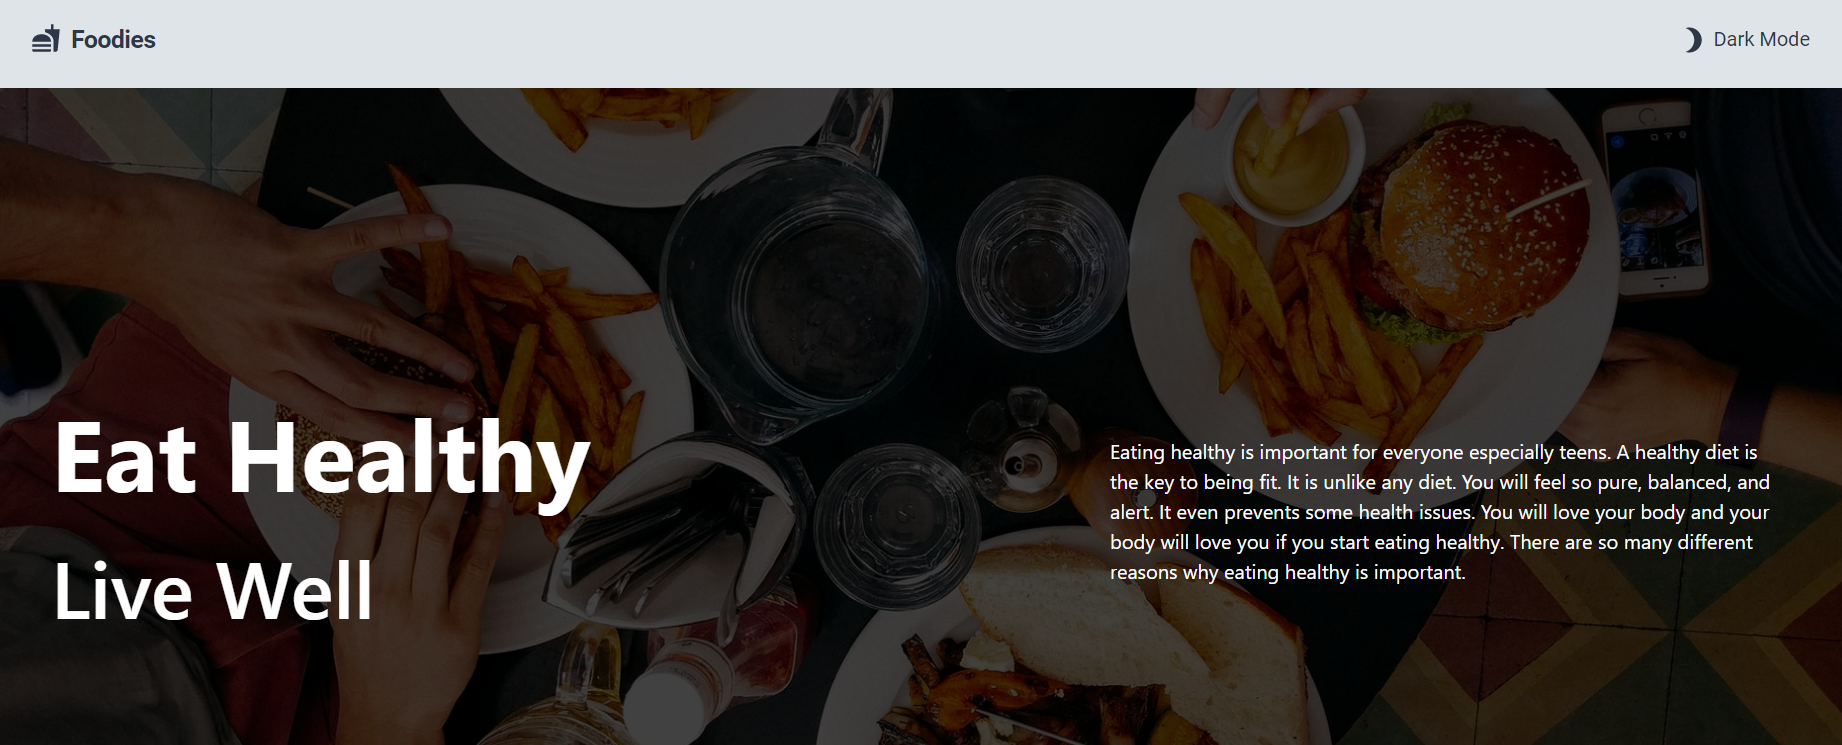 Foodies
Dark Mode
Eat Healthy
Live Well
Eating healthy is important for everyone especially teens. A healthy diet is
the key to being fit. It is unlike any diet. You will feel so pure, balanced, and
alert. It even prevents some health issues. You will love your body and your
body will love you if you start eating healthy. There are so many different
reasons why eating healthy is important.